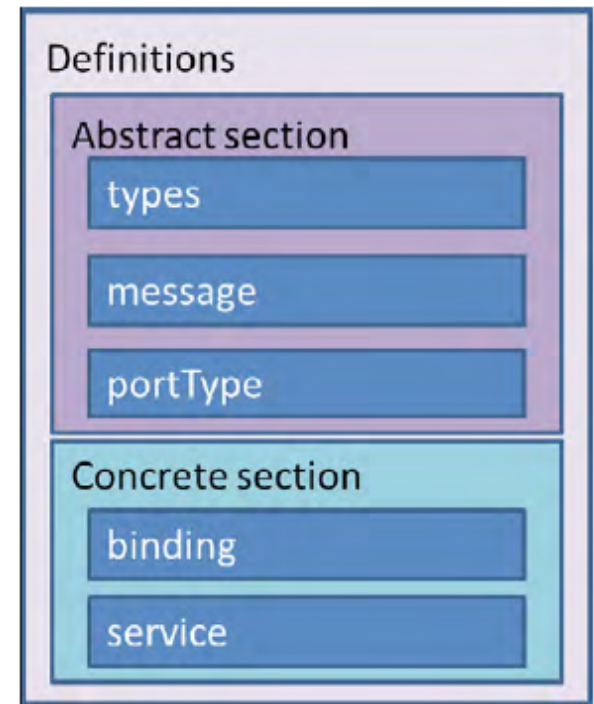 Definitions
Abstract section
types
message
portType
Concrete section
binding
service